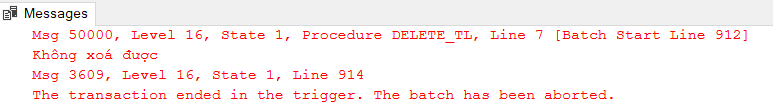 Messages
Msg 50000, Level 16, State 1, Procedure DELETE_TL, Line 7 [Batch Start Line 912]
Không xoá được
Msg 3609, Level 16, State 1, Line 914
The transaction ended in the trigger. The batch has been aborted.